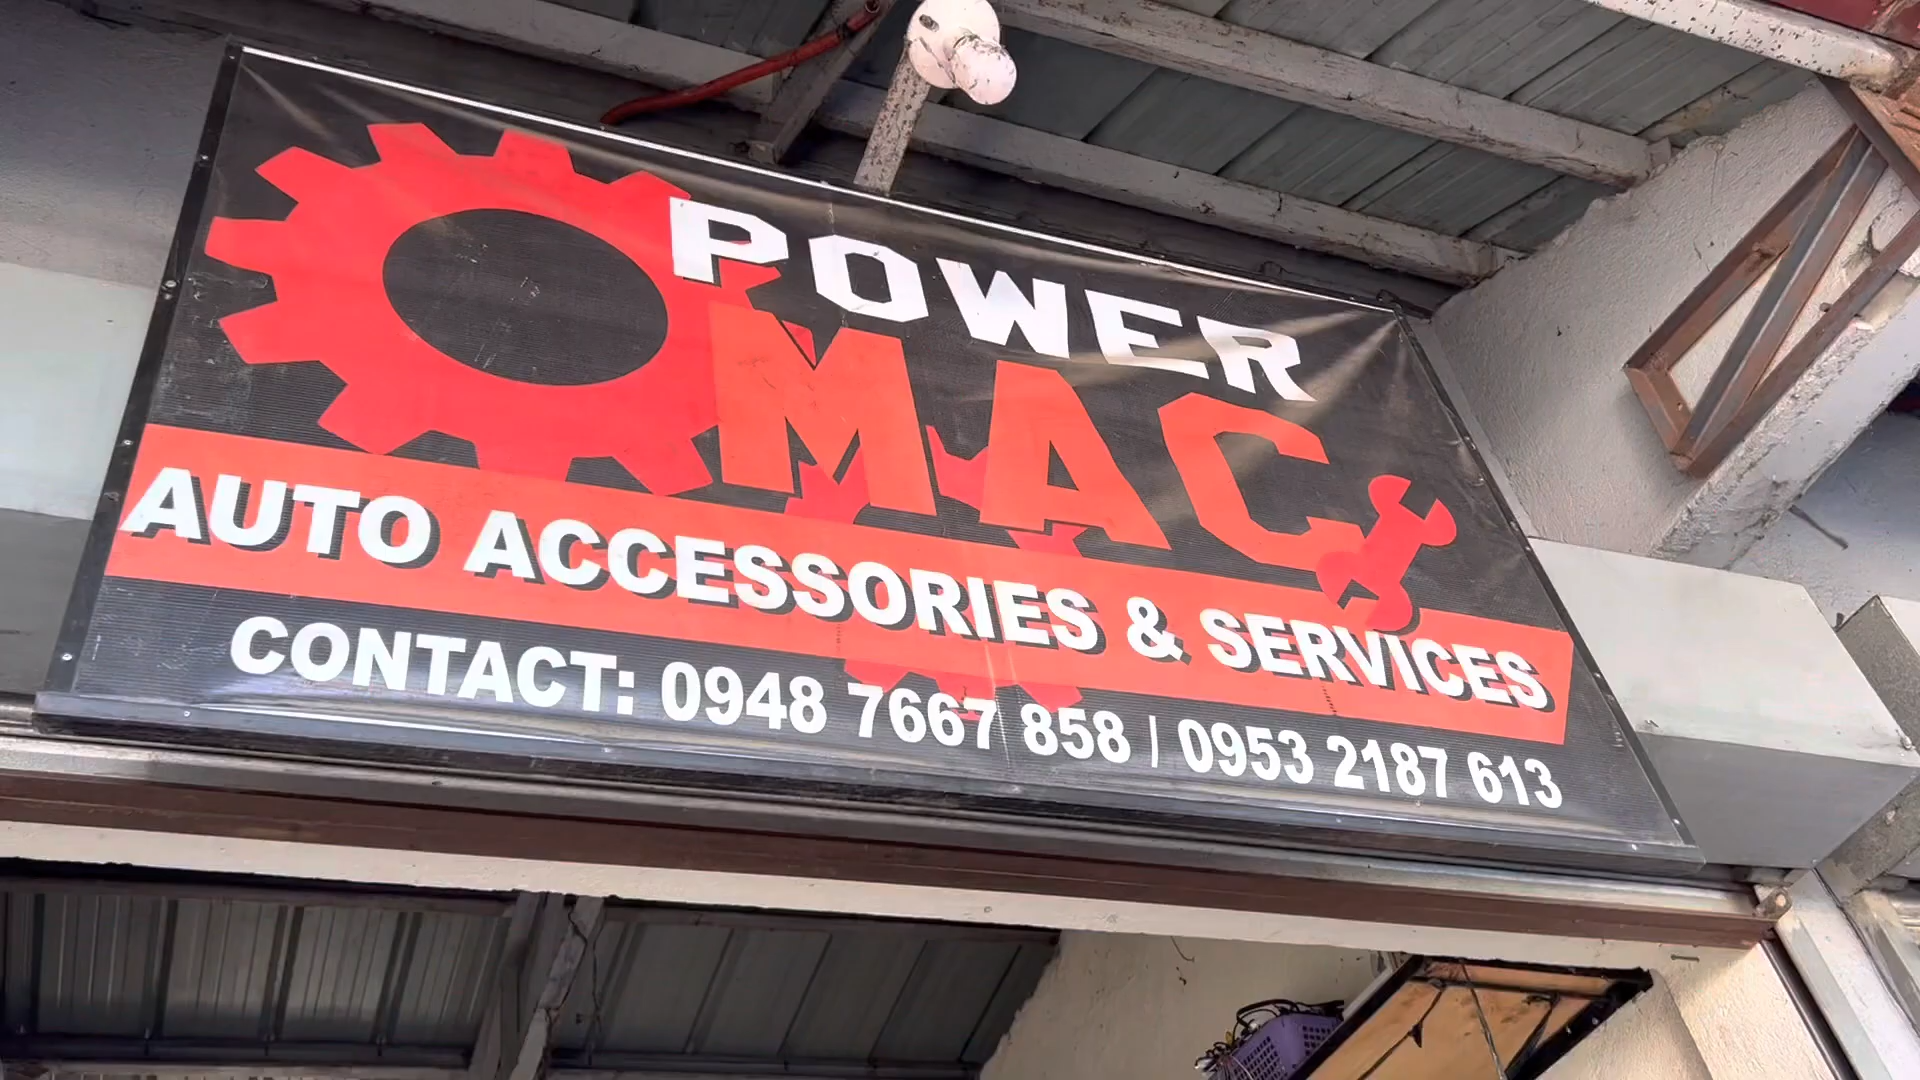 POWER
MAC
AUTO ACCESSORIES & SERVICES
CONTACT: 0948 7667 858 | 0953 2187 613